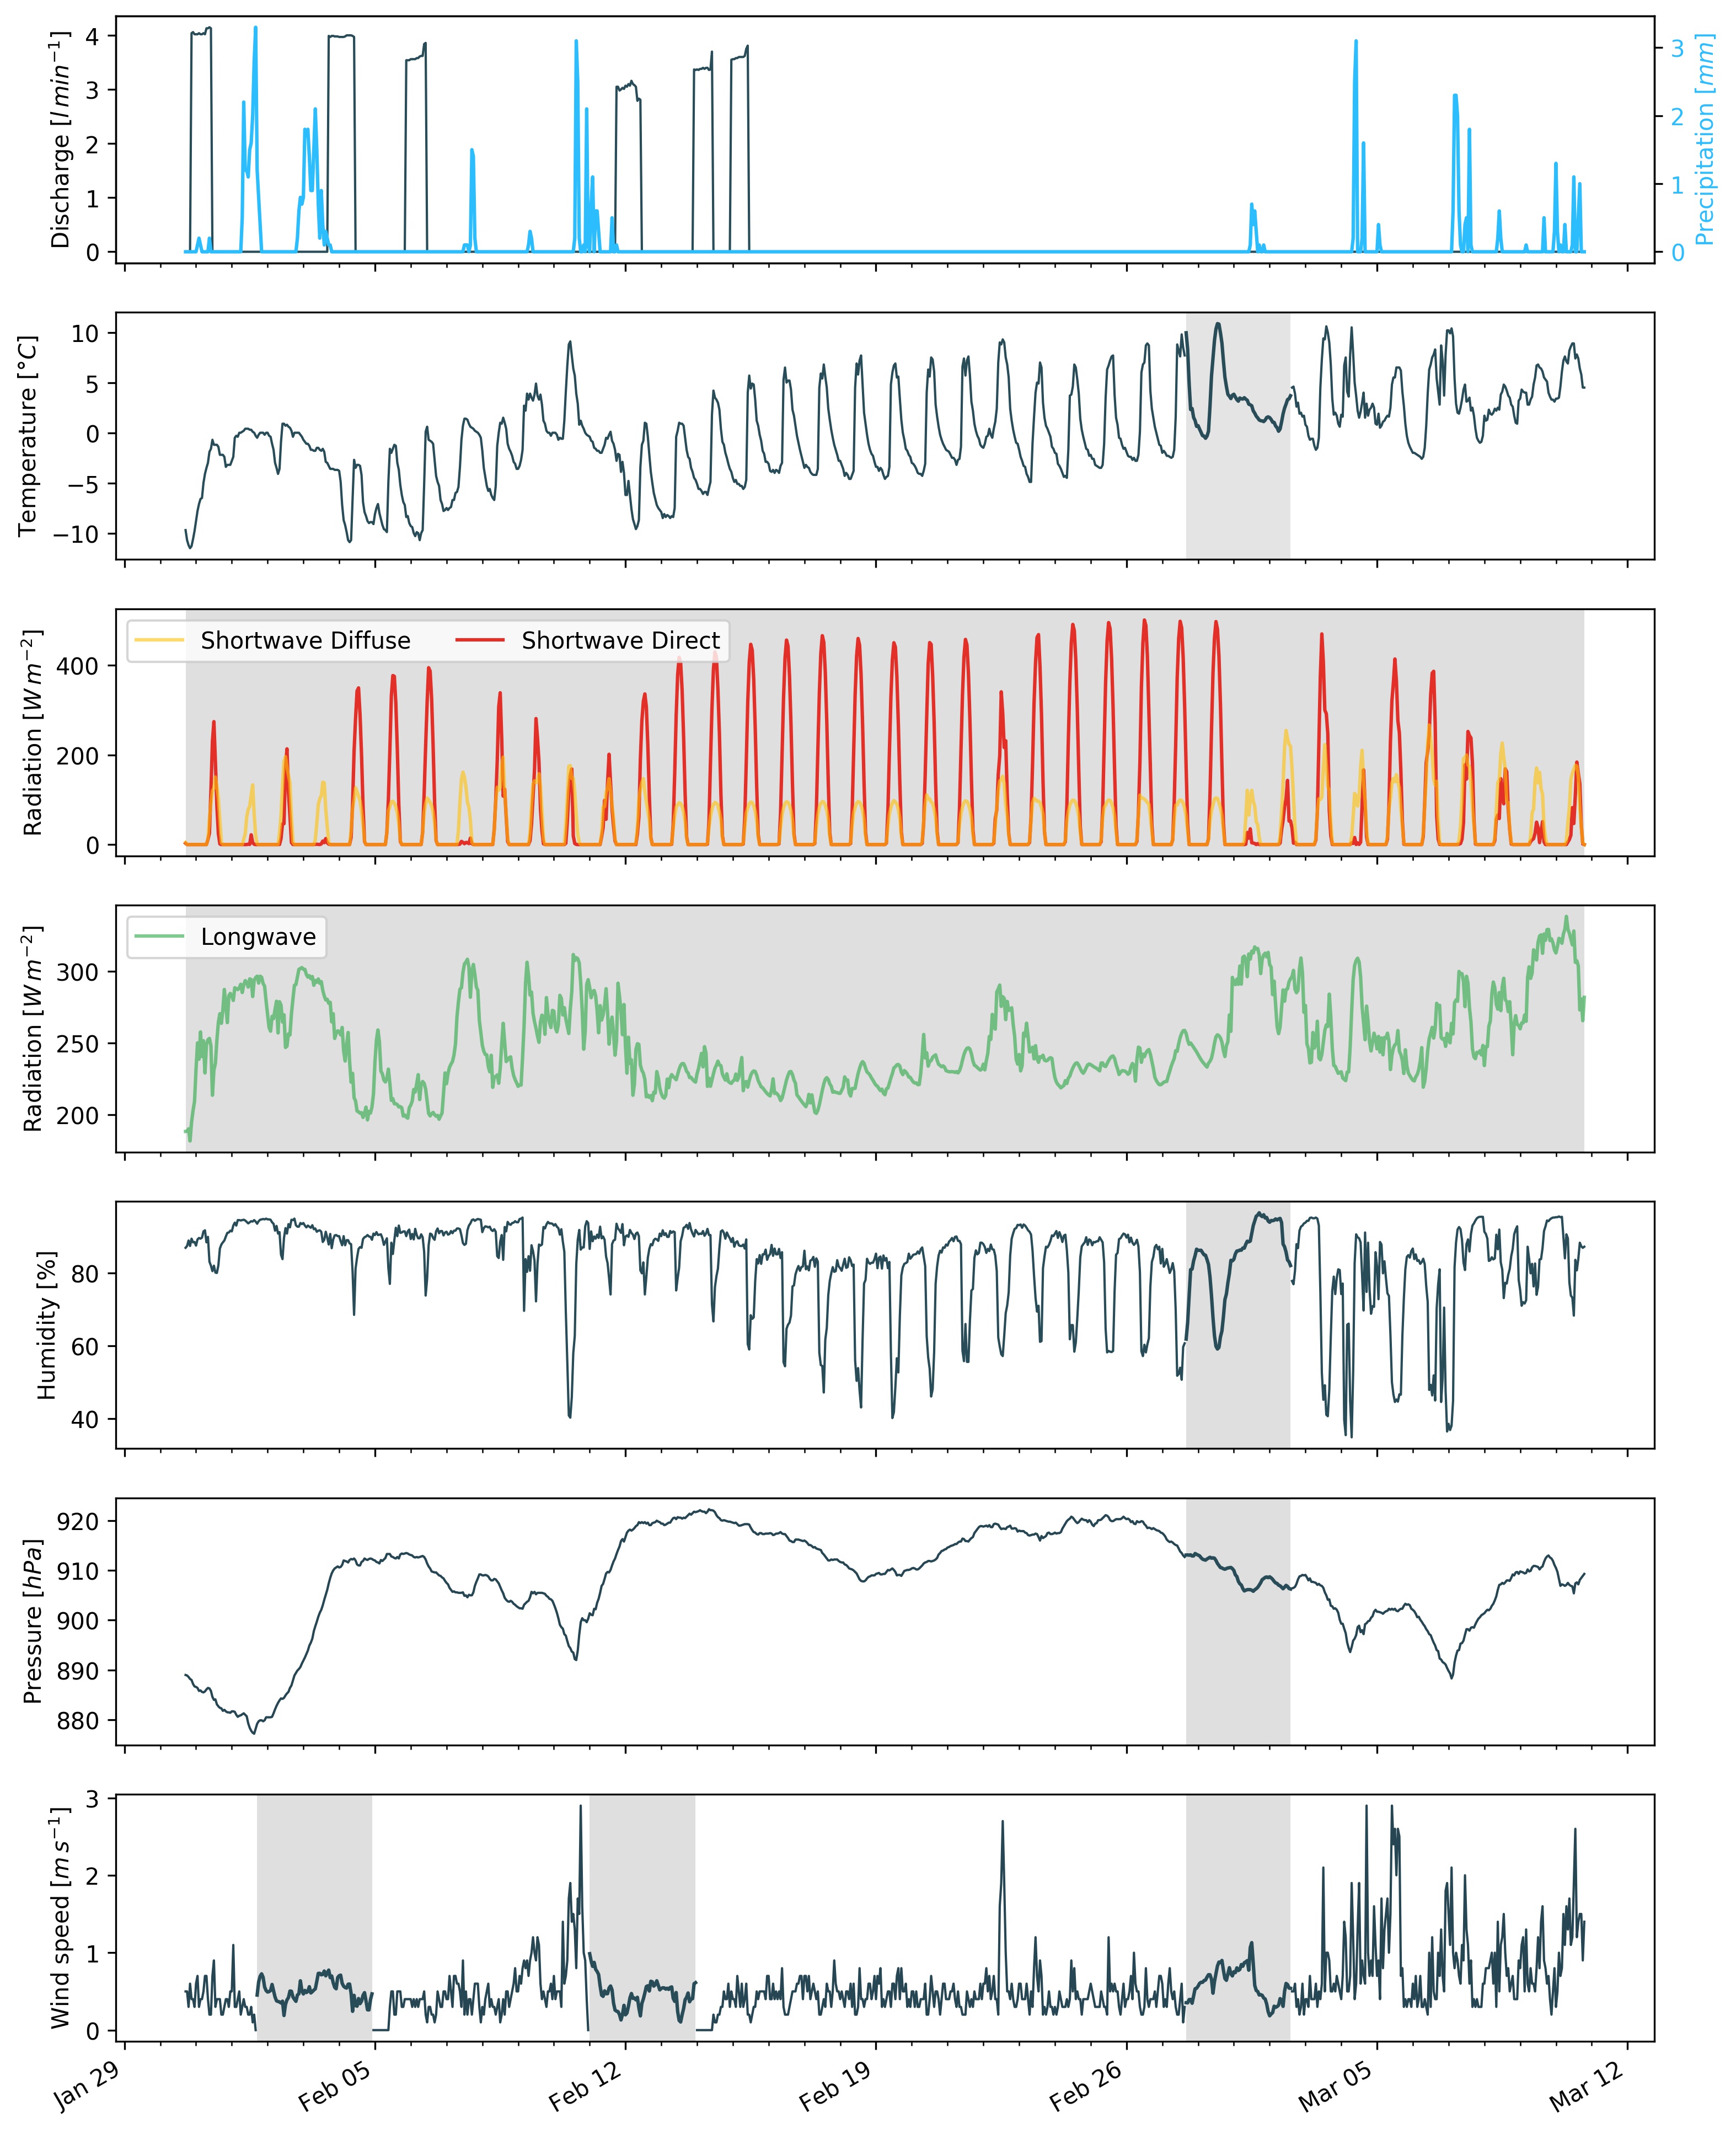 Discharge [l min⁻¹]
4
3
2
1
0
3
2
1
0
Precipitation [mm]
Temperature [°C]
10
5
0
−5
−10
Radiation [W m⁻²]
400
200
0
Shortwave Diffuse
Shortwave Direct
Radiation [W m⁻²]
300
250
200
Longwave
Humidity [%]
80
60
40
Pressure [hPa]
920
910
900
890
880
Wind speed [m s⁻¹]
3
2
1
0
Jan 29
Feb 05
Feb 12
Feb 19
Feb 26
Mar 05
Mar 12